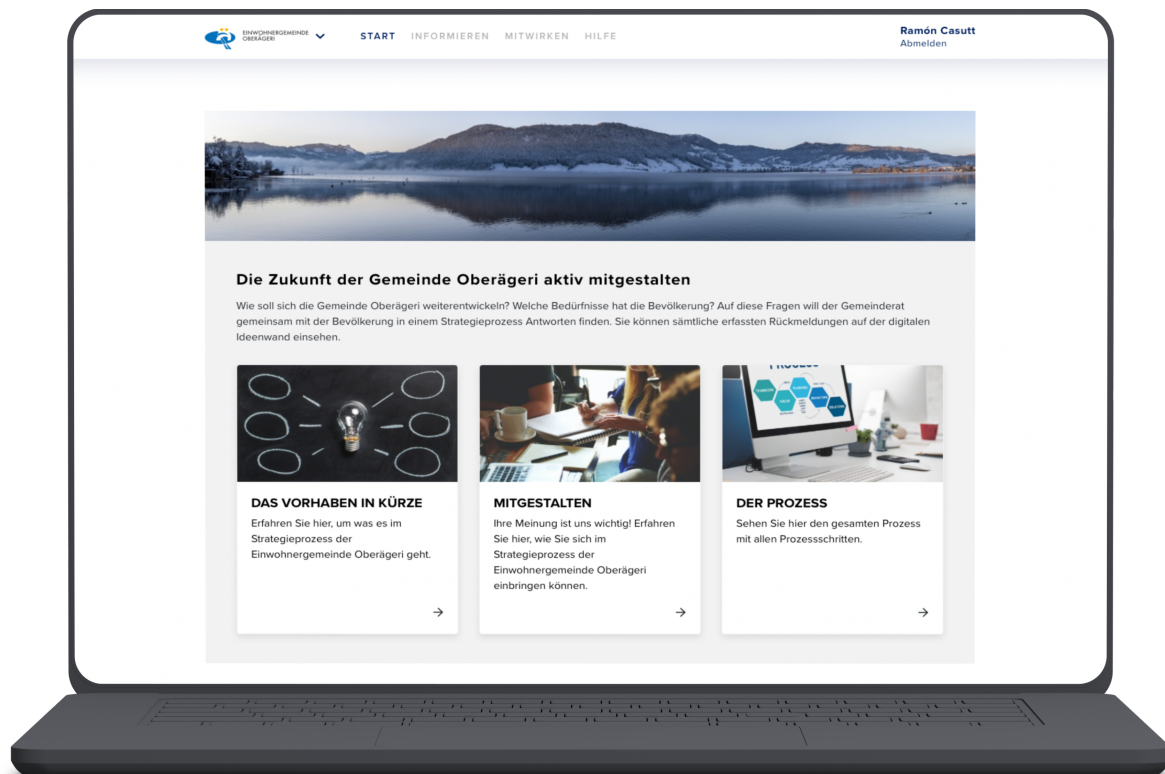 EINWOHNERGEMEINDE
OBERÄGERI
START INFORMIEREN MITWIRKEN HILFE
Ramón Casutt
Abmelden
Die Zukunft der Gemeinde Oberägeri aktiv mitgestalten
Wie soll sich die Gemeinde Oberägeri weiterentwickeln? Welche Bedürfnisse hat die Bevölkerung? Auf diese Fragen will der Gemeinderat
gemeinsam mit der Bevölkerung in einem Strategieprozess Antworten finden. Sie können sämtliche erfassten Rückmeldungen auf der digitalen
Ideenwand einsehen.
DAS VORHABEN IN KÜRZE
Erfahren Sie hier, um was es im
Strategieprozess der
Einwohnergemeinde Oberägeri geht.
MITGESTALTEN
Ihre Meinung ist uns wichtig! Erfahren
Sie hier, wie Sie sich im
Strategieprozess der
Einwohnergemeinde Oberägeri
einbringen können.
DER PROZESS
Sehen Sie hier den gesamten Prozess
mit allen Prozessschritten.